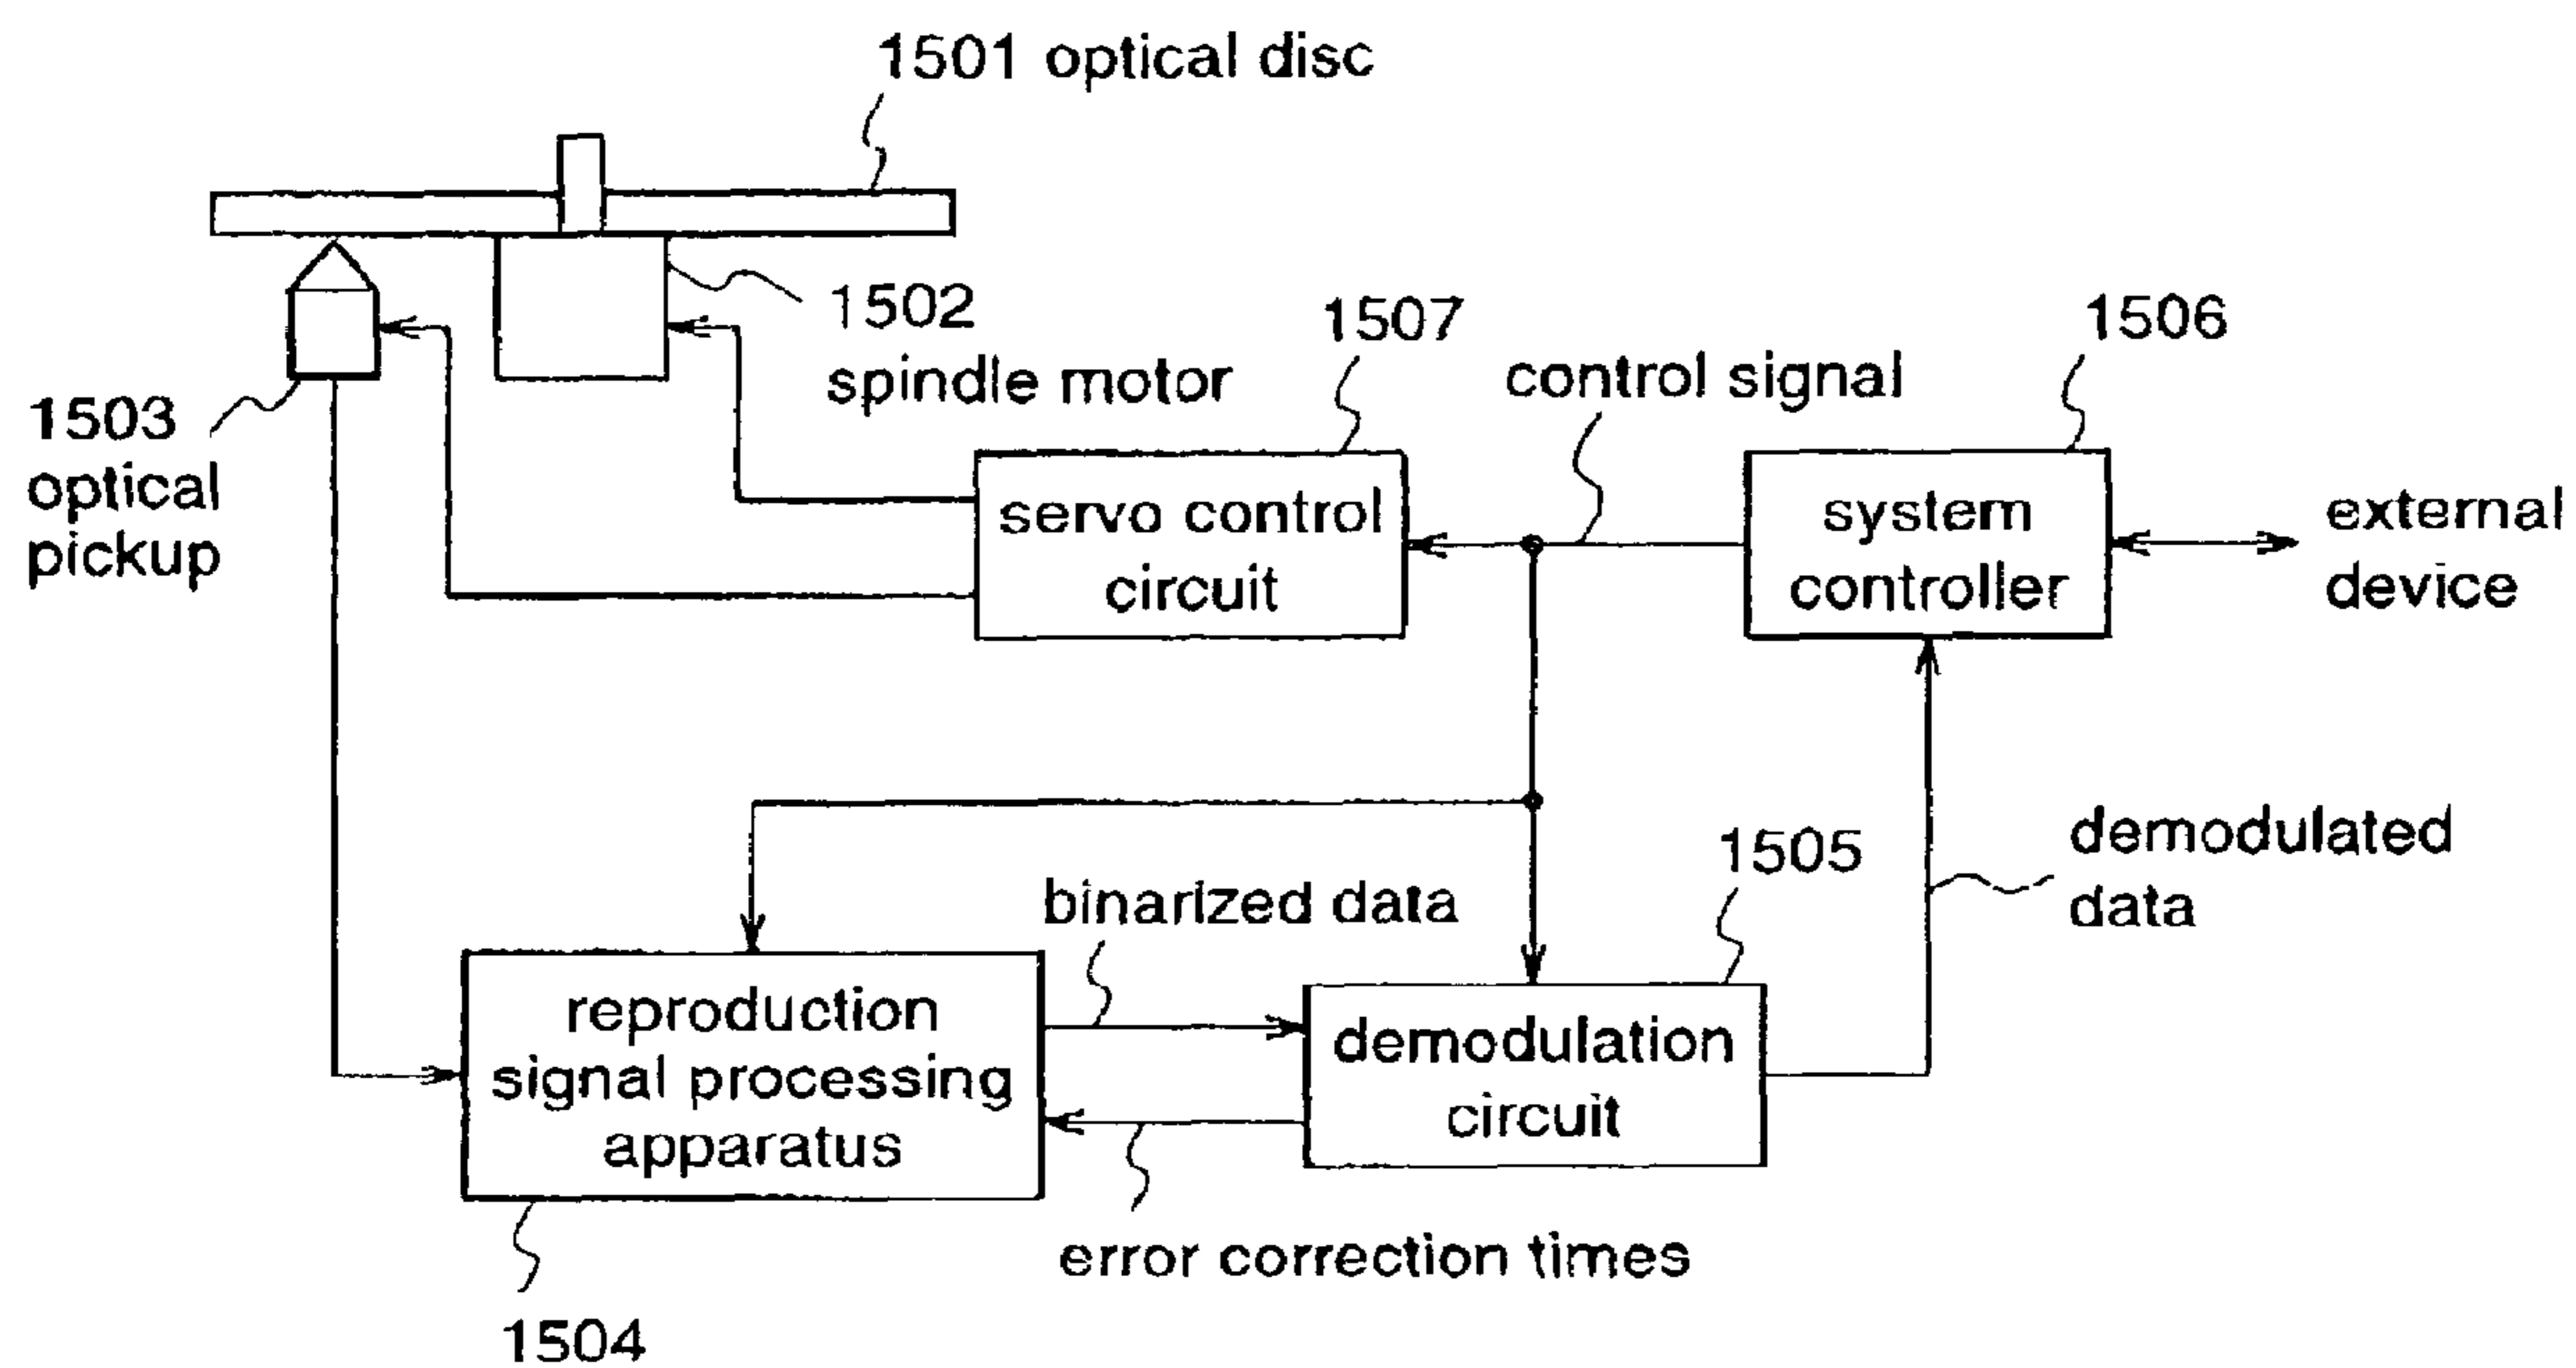 1501 optical disc
1502
spindle motor
1503
optical
pickup
1507
servo control
circuit
control signal
1506
system
controller
external
device
demodulated
data
1505
binarized data
reproduction
signal processing
apparatus
demodulation
circuit
error correction times
1504